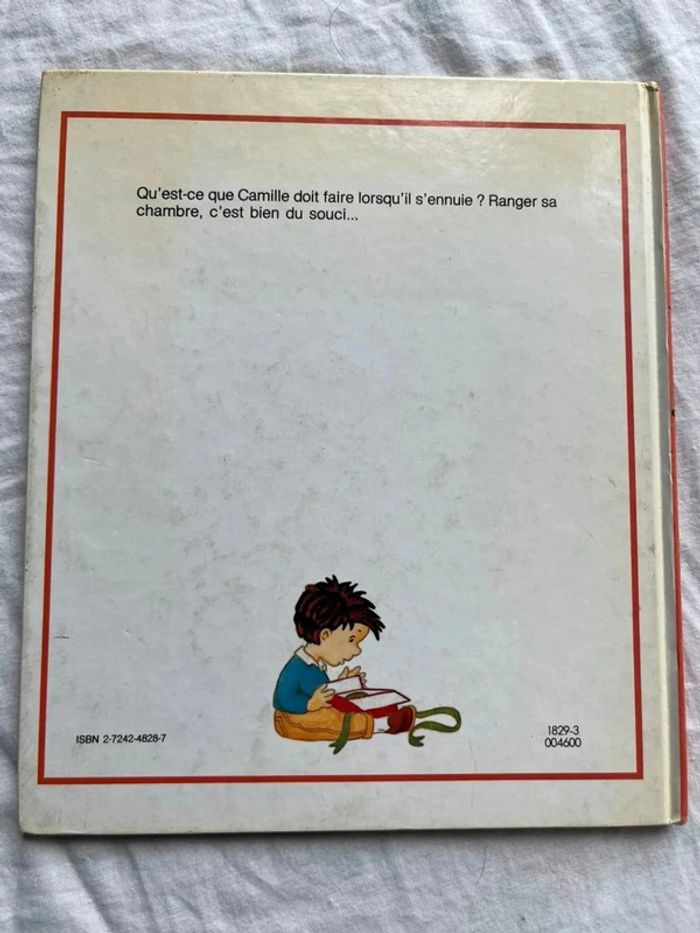 Qu'est-ce que Camille doit faire lorsqu'il s'ennuie ? Ranger sa
chambre, c'est bien du souci...
ISBN 2-7242-4828-7
1829-3
004600